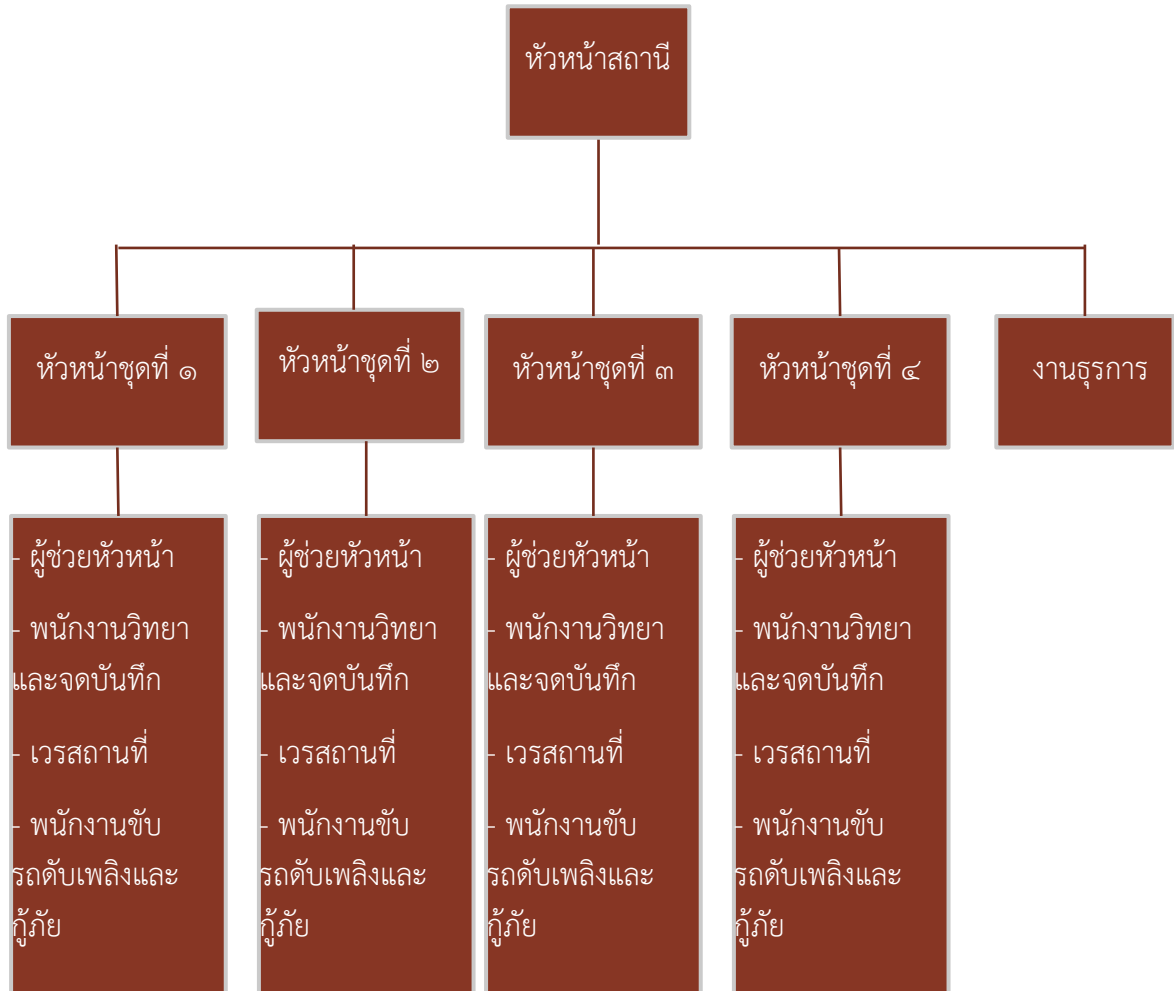 หัวหน้าสถานี
หัวหน้าชุดที่ ๑
หัวหน้าชุดที่ ๒
หัวหน้าชุดที่ ๓
หัวหน้าชุดที่ ๔
งานธุรการ
- ผู้ช่วยหัวหน้า
- พนักงานวิทยา
และจดบันทึก
- เวรสถานที่
- พนักงานขับ
รถดับเพลิงและ
กู้ภัย
- ผู้ช่วยหัวหน้า
- พนักงานวิทยา
และจดบันทึก
- เวรสถานที่
- พนักงานขับ
รถดับเพลิงและ
กู้ภัย
- ผู้ช่วยหัวหน้า
- พนักงานวิทยา
และจดบันทึก
- เวรสถานที่
- พนักงานขับ
รถดับเพลิงและ
กู้ภัย
- ผู้ช่วยหัวหน้า
- พนักงานวิทยา
และจดบันทึก
- เวรสถานที่
- พนักงานขับ
รถดับเพลิงและ
กู้ภัย